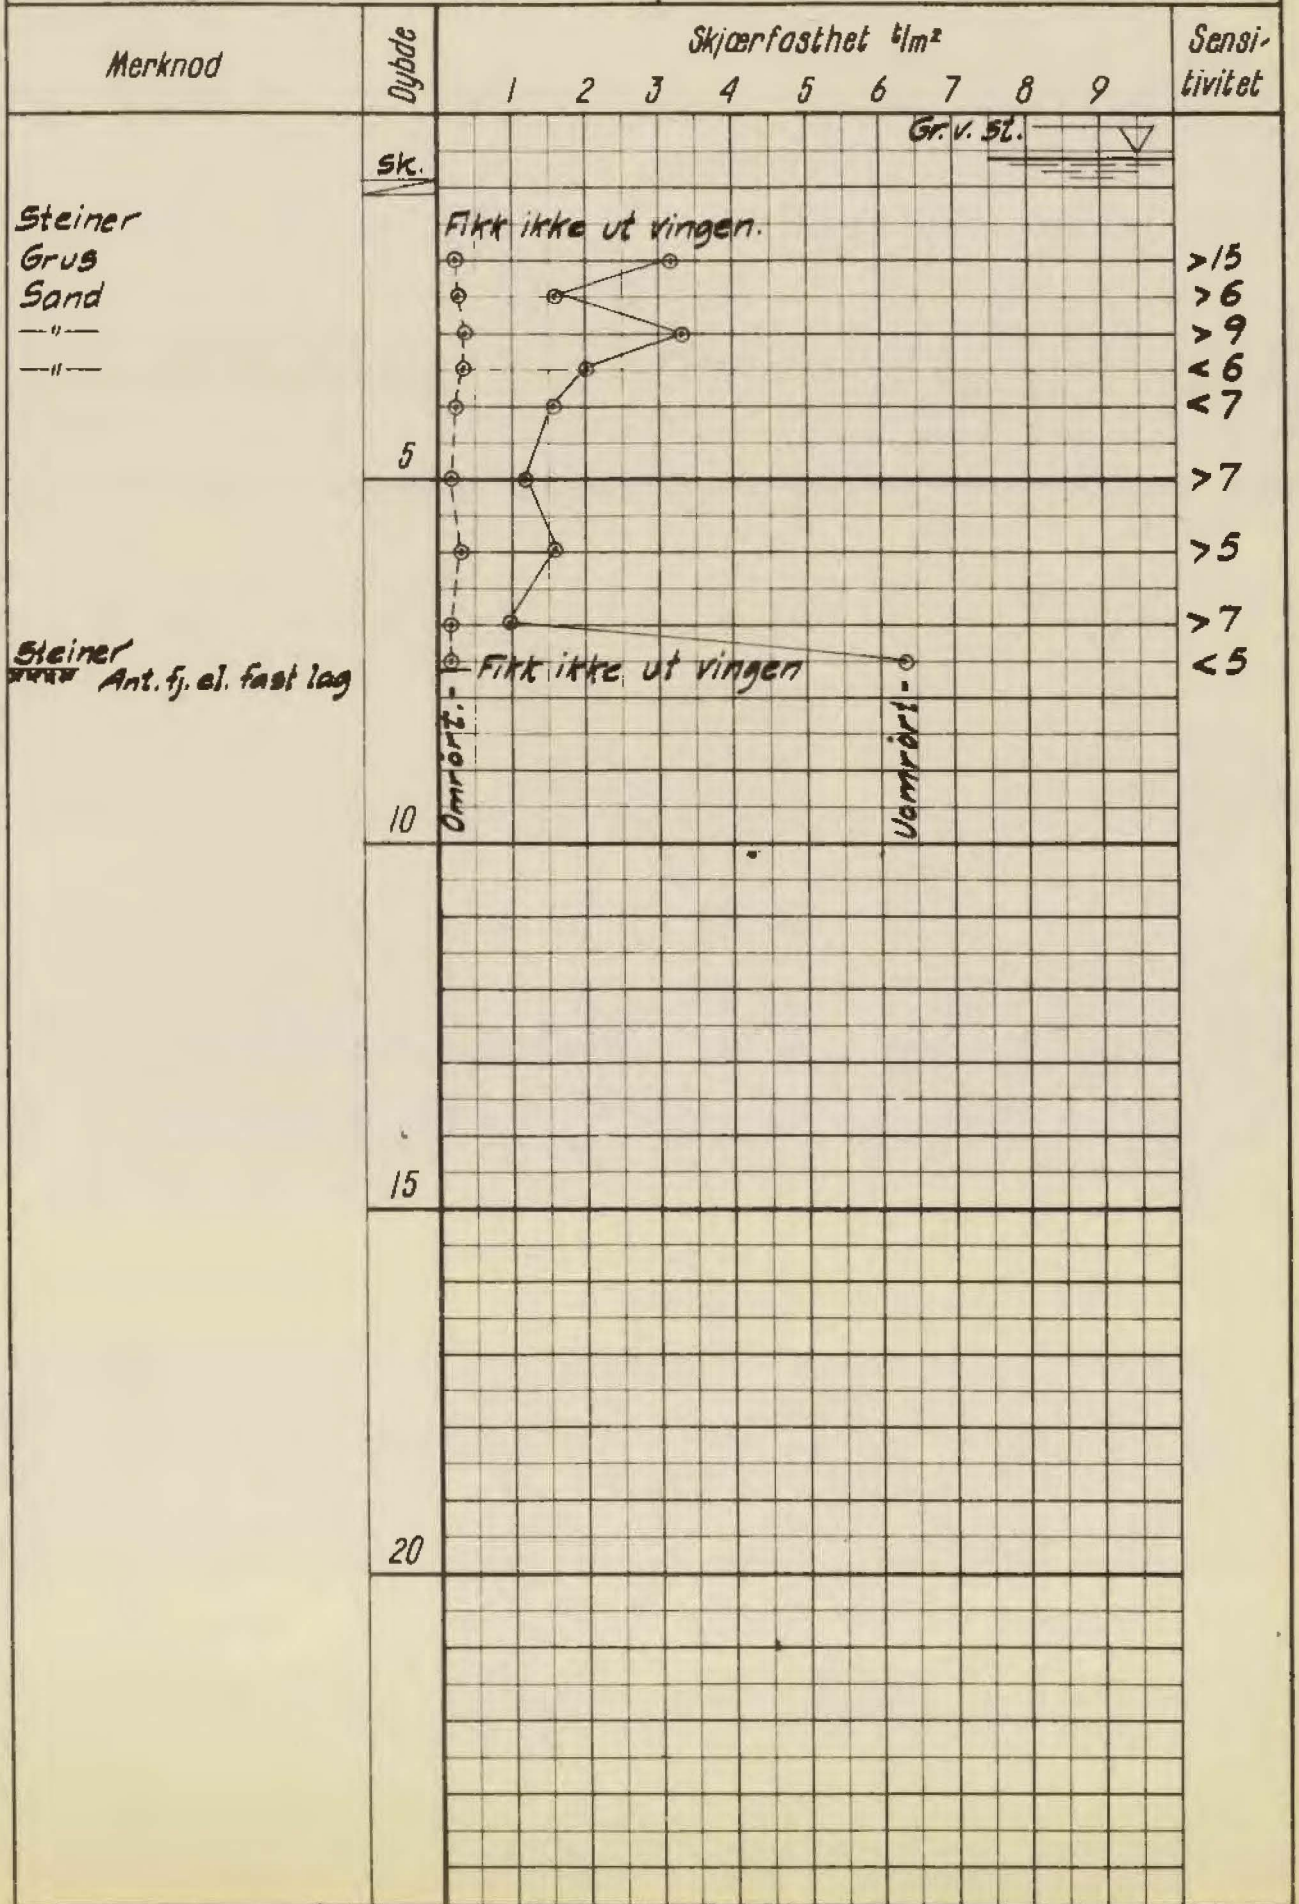 Merknad
Dybde
Skjærfasthet t/m²
Sensi-
tivitet
1 2 3 4 5 6 7 8 9
Gr. v. st.
sk.
Steiner
Fikk ikke ut vingen.
Grus
>15
Sand
>6
—"—
>9
—"—
<6
<7
5
>7
>5
>7
Steiner
Fikk ikke ut vingen
<5
Ant. fj. el. fast lag
Omrört.-
Uomrört-
10
15
20